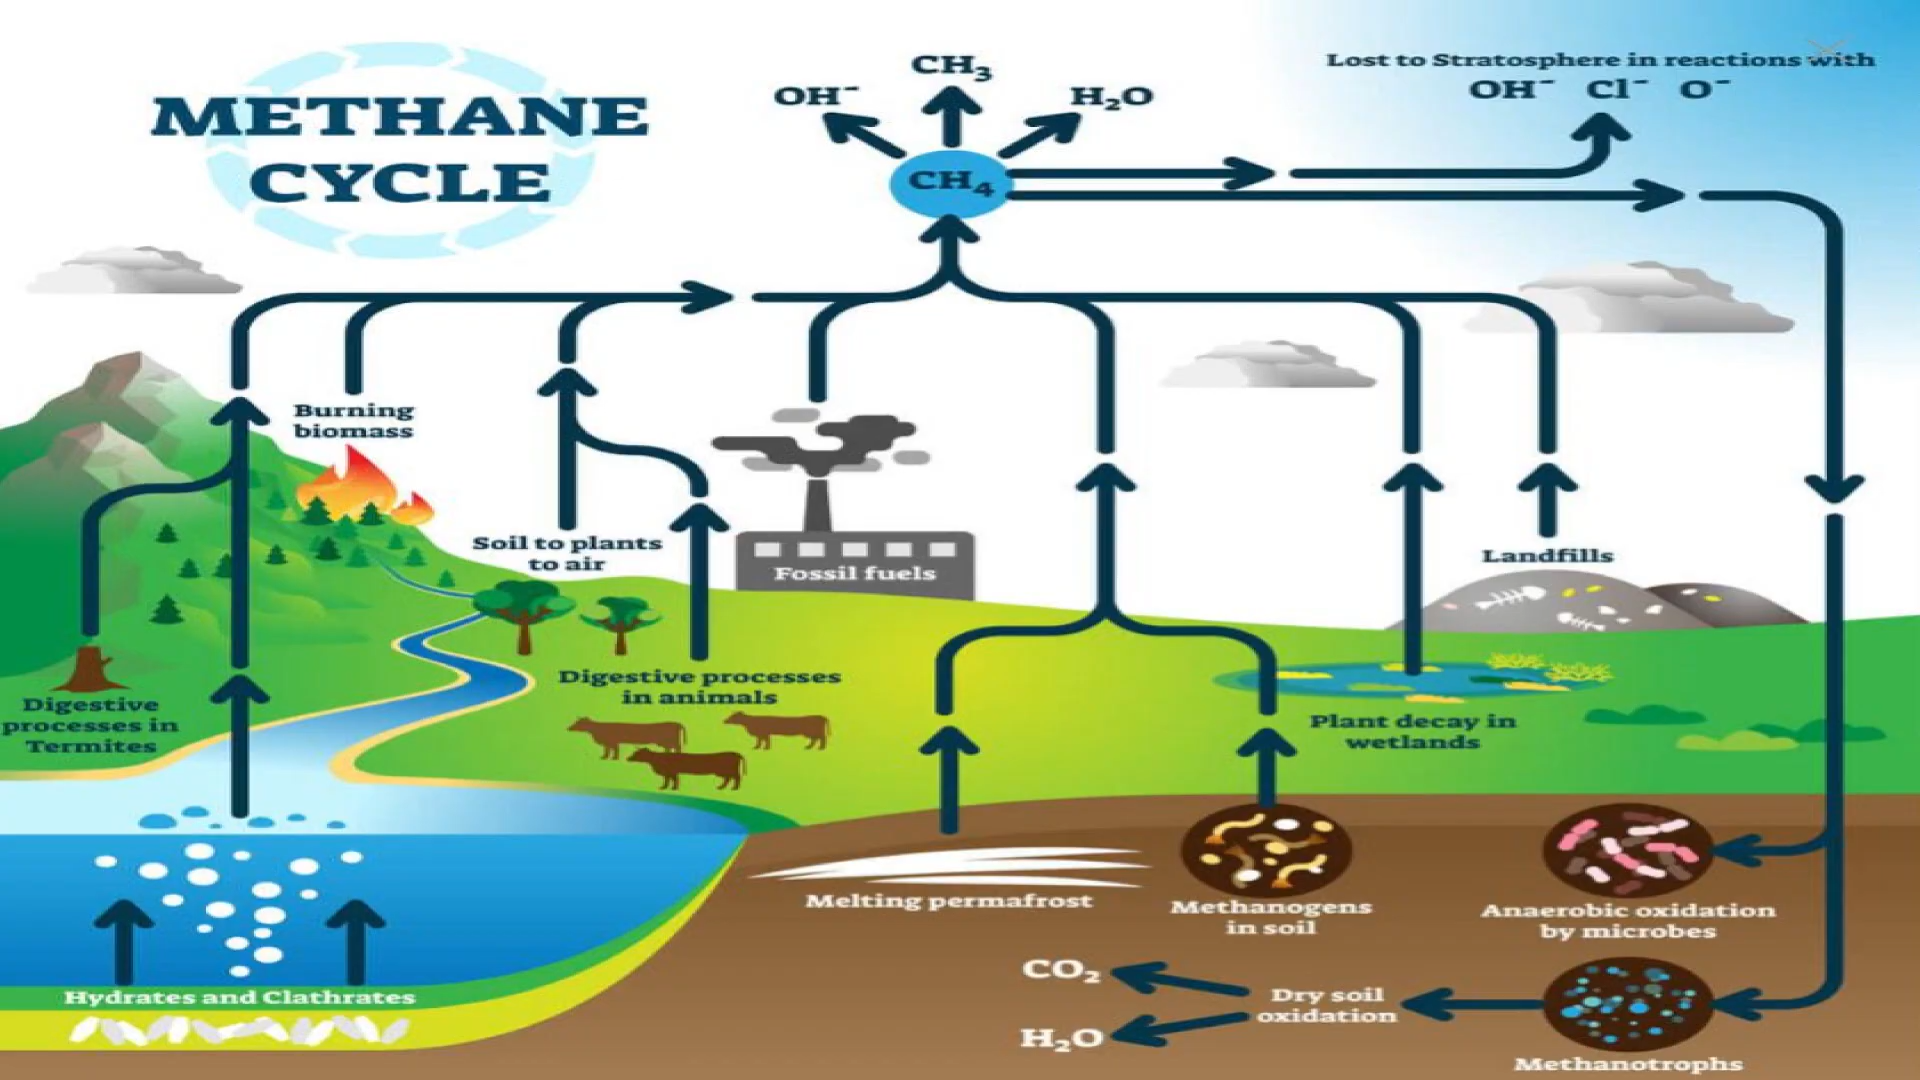 METHANE
CYCLE
CH₃
OH⁻
H₂O
CH₄
Lost to Stratosphere in reactions with
OH⁻ Cl⁻ O⁻
Burning
biomass
Soil to plants
to air
Fossil fuels
Landfills
Digestive
processes in
Termites
Digestive processes
in animals
Plant decay in
wetlands
Melting permafrost
Methanogens
in soil
Anaerobic oxidation
by microbes
Hydrates and Clathrates
CO₂
H₂O
Dry soil
oxidation
Methanotrophs